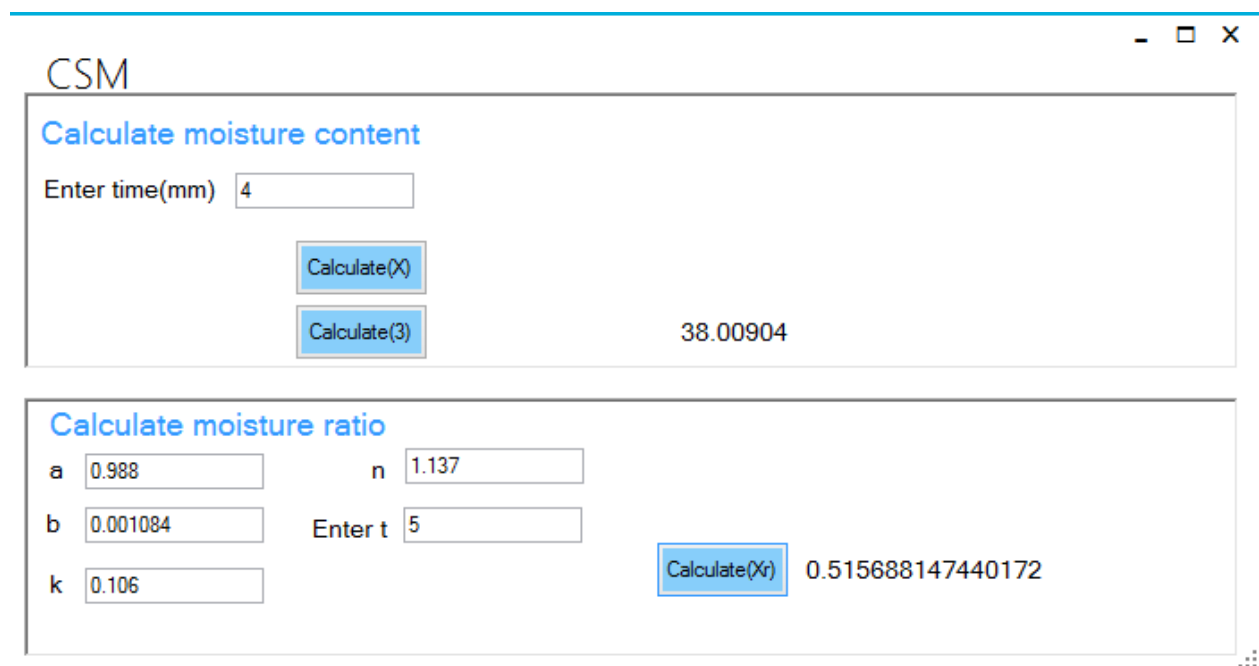 CSM
Calculate moisture content
Enter time(mm) 4
Calculate(X)
Calculate(3) 38.00904
Calculate moisture ratio
a 0.988 n 1.137
b 0.001084 Enter t 5
k 0.106 Calculate(Xr) 0.515688147440172